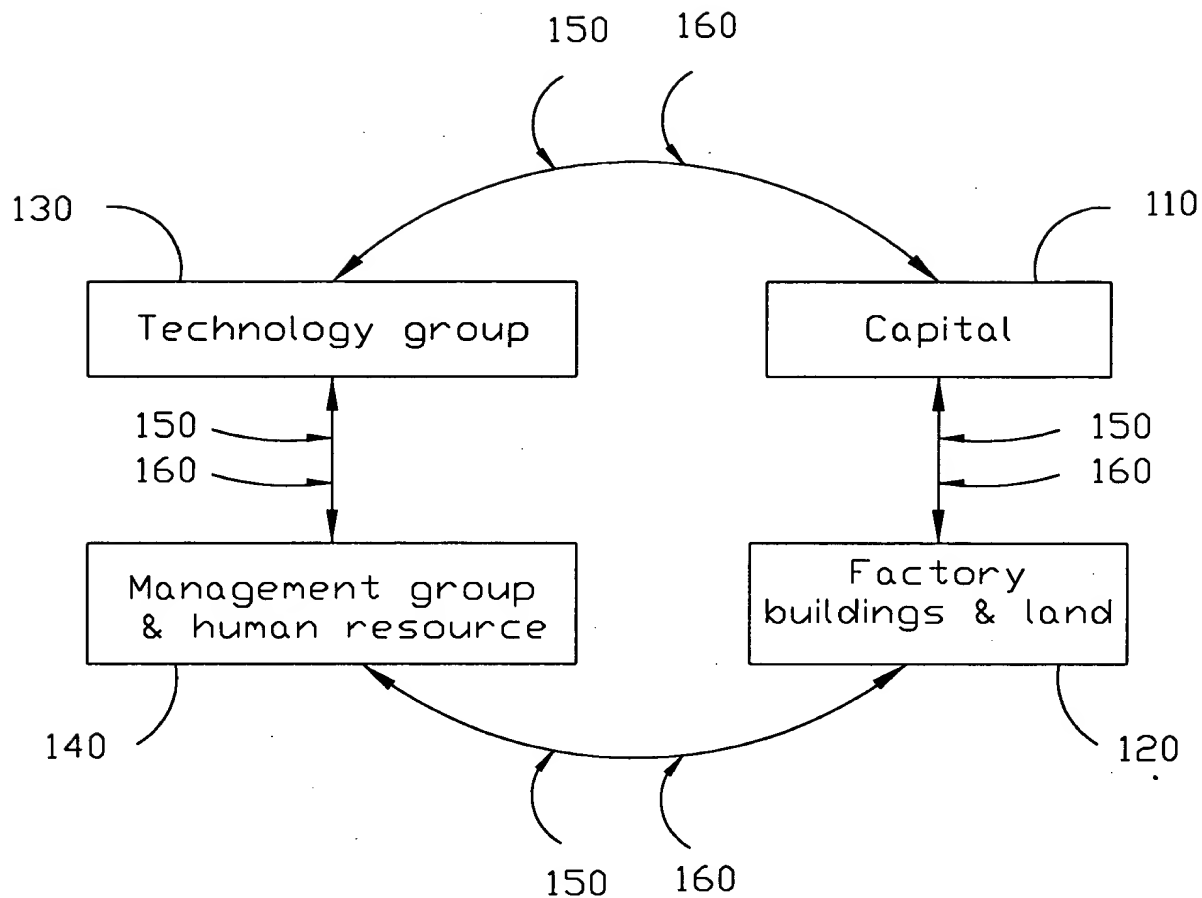 150 160
130 110
Technology group Capital
150 150
160 160
Management group Factory
& human resource buildings & land
140 120
150 160